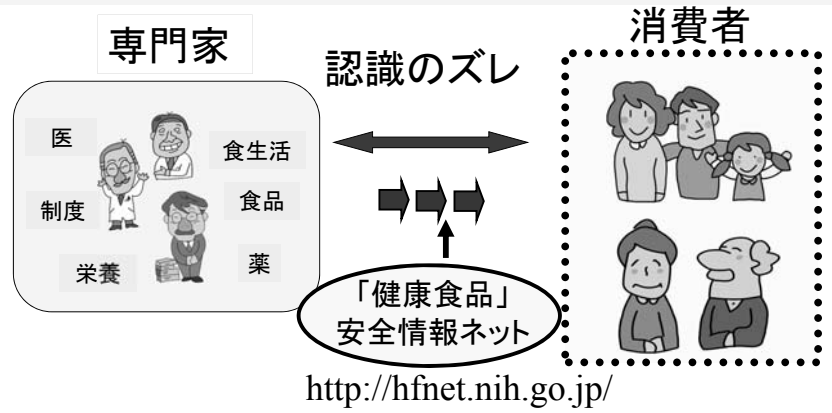 専門家
認識のズレ
消費者
医
食生活
制度
食品
栄養
薬
「健康食品」
安全情報ネット
http://hfnet.nih.go.jp/